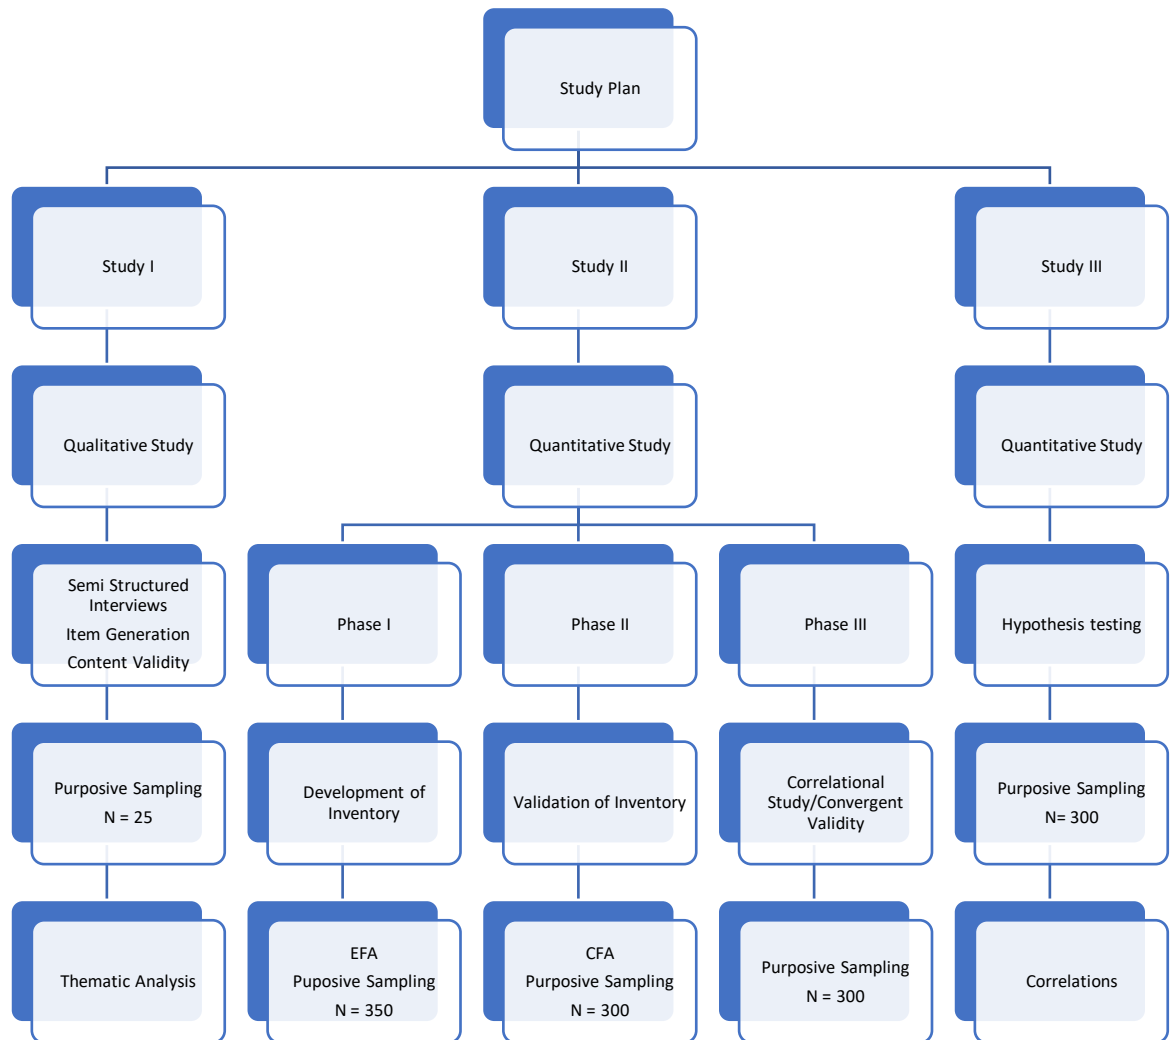 Study Plan
Study I
Study II
Study III
Qualitative Study
Quantitative Study
Quantitative Study
Semi Structured
Interviews
Item Generation
Content Validity
Phase I
Phase II
Phase III
Hypothesis testing
Purposive Sampling
N = 25
Development of
Inventory
Validation of Inventory
Correlational
Study/Convergent
Validity
Purposive Sampling
N= 300
Thematic Analysis
EFA
Puposive Sampling
N = 350
CFA
Purposive Sampling
N = 300
Purposive Sampling
N = 300
Correlations